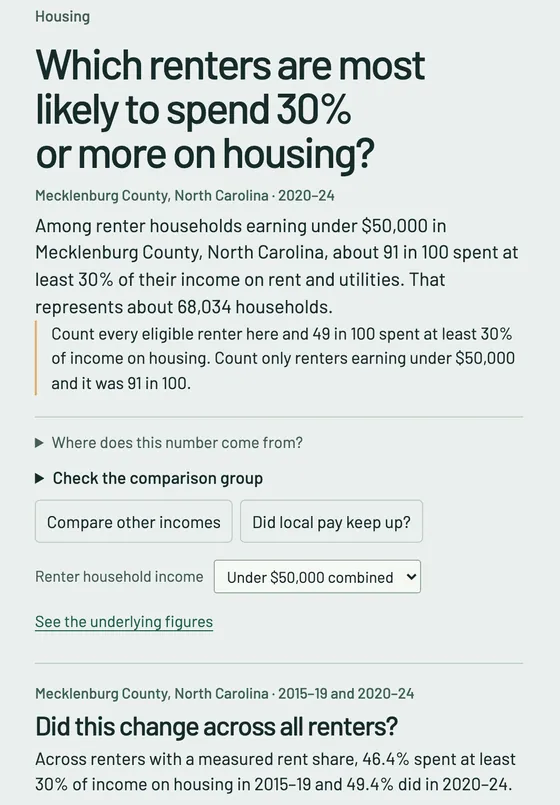 Housing
Which renters are most
likely to spend 30%
or more on housing?
Mecklenburg County, North Carolina · 2020–24
Among renter households earning under $50,000 in
Mecklenburg County, North Carolina, about 91 in 100 spent at
least 30% of their income on rent and utilities. That
represents about 68,034 households.
Count every eligible renter here and 49 in 100 spent at least 30%
of income on housing. Count only renters earning under $50,000
and it was 91 in 100.
Where does this number come from?
Check the comparison group
Compare other incomes Did local pay keep up?
Renter household income Under $50,000 combined
See the underlying figures
Mecklenburg County, North Carolina · 2015–19 and 2020–24
Did this change across all renters?
Across renters with a measured rent share, 46.4% spent at least
30% of income on housing in 2015–19 and 49.4% did in 2020–24.